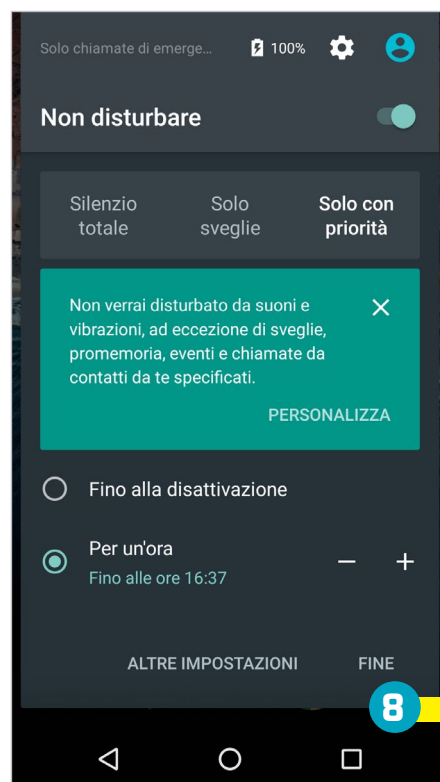 Solo chiamate di emerge... 100%
Non disturbare
Silenzio totale
Solo sveglie
Solo con priorità
Non verrai disturbato da suoni e
vibrazioni, ad eccezione di sveglie,
promemoria, eventi e chiamate da
contatti da te specificati.
PERSONALIZZA
Fino alla disattivazione
Per un'ora
Fino alle ore 16:37
ALTRE IMPOSTAZIONI FINE
8